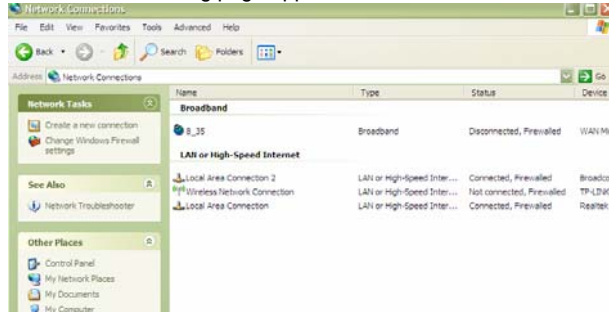 Network Connections
File Edit View Favorites Tools Advanced Help
Back Search Folders
Address Network Connections Go
Name Type Status Device
Network Tasks
Create a new connection
Change Windows Firewall
settings
See Also
Network Troubleshooter
Other Places
Control Panel
My Network Places
My Documents
My Computer
Broadband
8_35 Broadband Disconnected, Firewalled WAN
LAN or High-Speed Internet
Local Area Connection 2 LAN or High-Speed Inter... Connected, Firewalled Broadco
Wireless Network Connection LAN or High-Speed Inter... Not connected, Firewalled TP-LINK
Local Area Connection LAN or High-Speed Inter... Connected, Firewalled Realtek